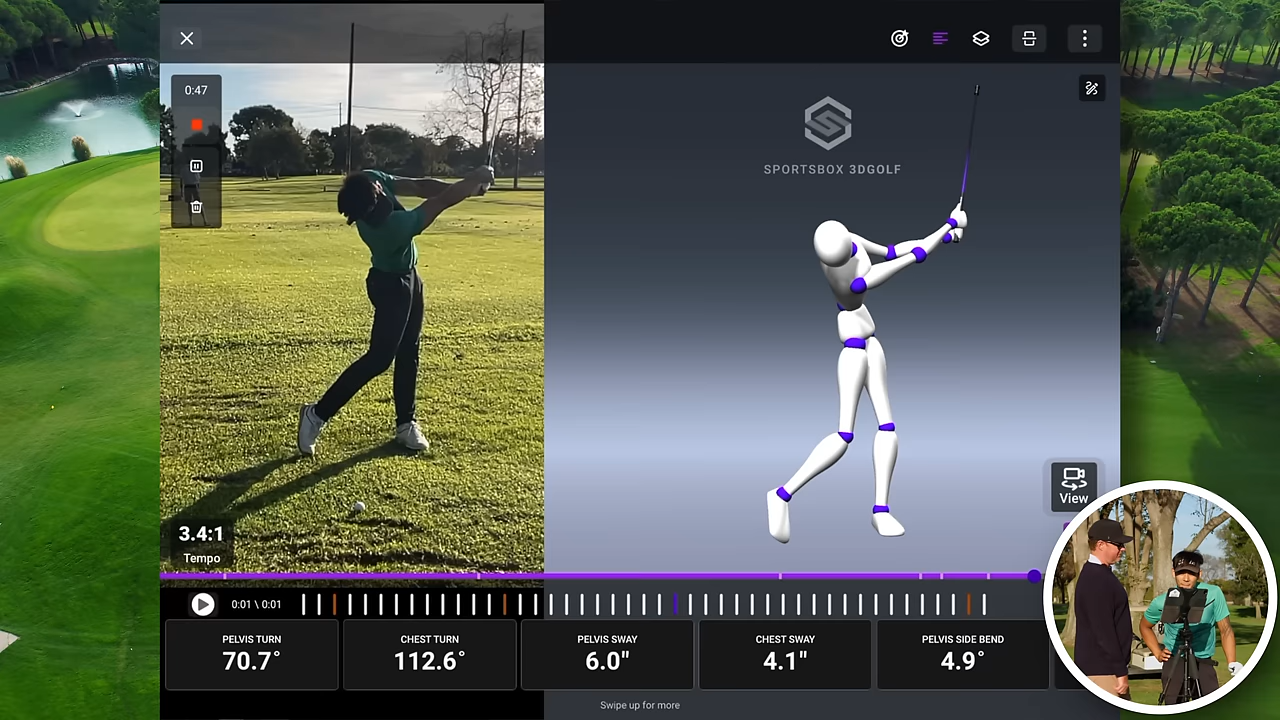 0:47
SPORTSBOX 3DGOLF
View
3.4:1
Tempo
0:01 \ 0:01
PELVIS TURN
70.7°
CHEST TURN
112.6°
PELVIS SWAY
6.0"
CHEST SWAY
4.1"
PELVIS SIDE BEND
4.9°
Swipe up for more